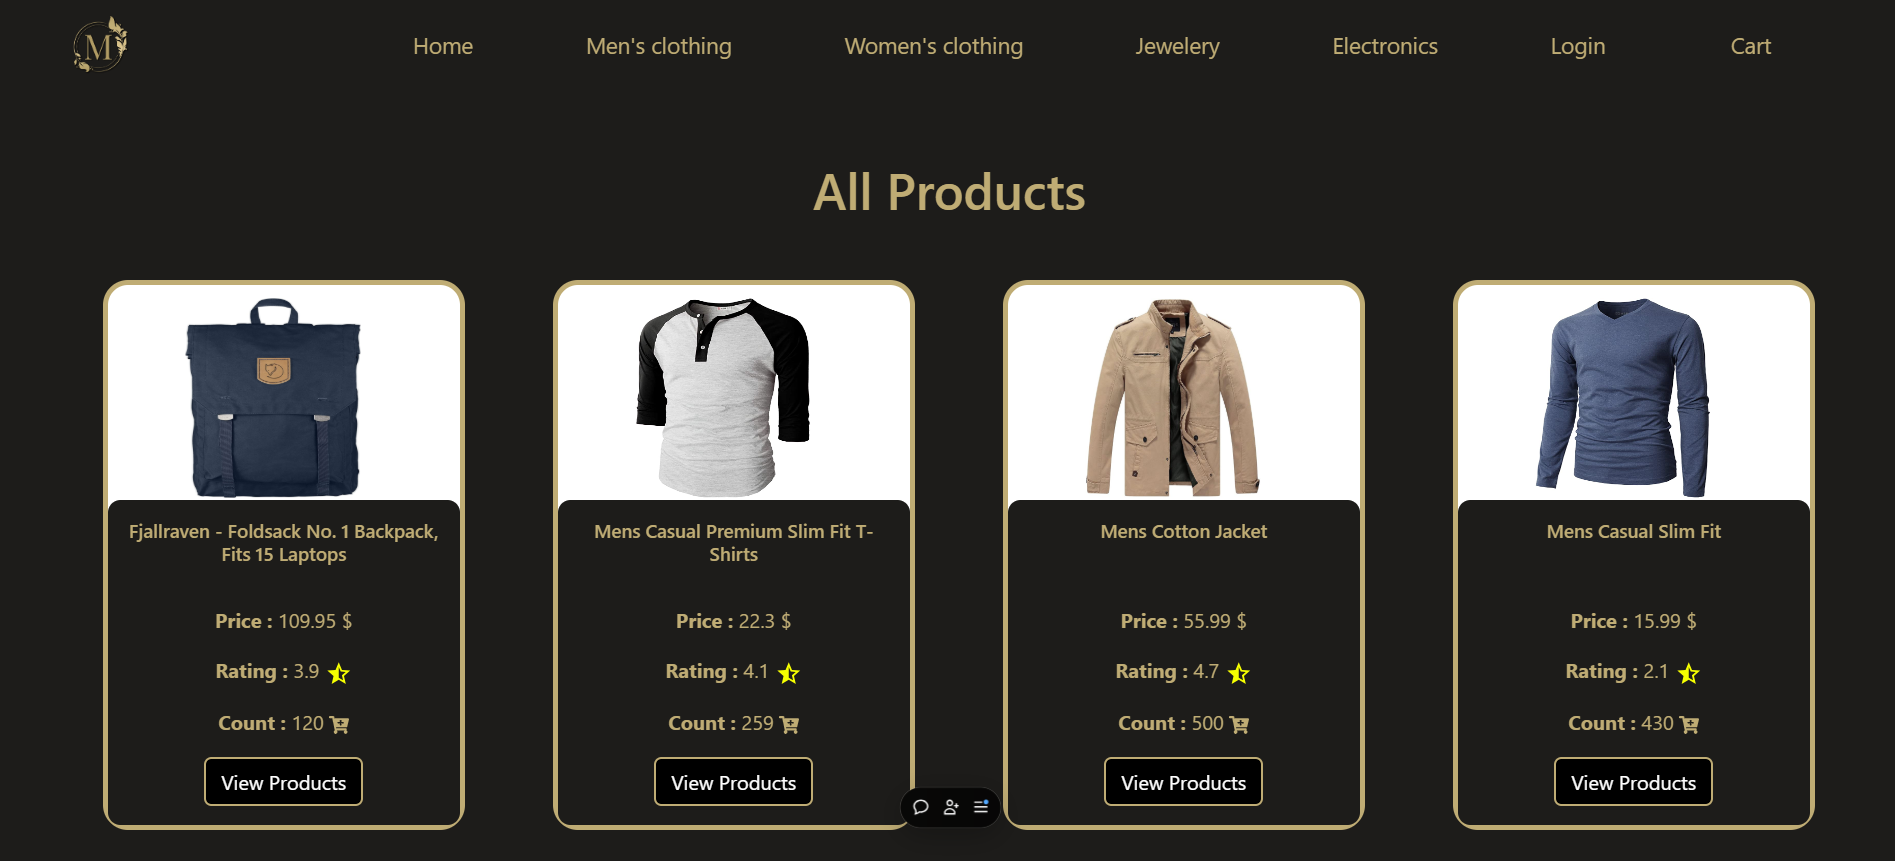 M
Home Men's clothing Women's clothing Jewelery Electronics Login Cart
All Products
Fjallraven - Foldsack No. 1 Backpack,
Fits 15 Laptops
Price : 109.95 $
Rating : 3.9
Count : 120
View Products
Mens Casual Premium Slim Fit T-
Shirts
Price : 22.3 $
Rating : 4.1
Count : 259
View Products
Mens Cotton Jacket
Price : 55.99 $
Rating : 4.7
Count : 500
View Products
Mens Casual Slim Fit
Price : 15.99 $
Rating : 2.1
Count : 430
View Products